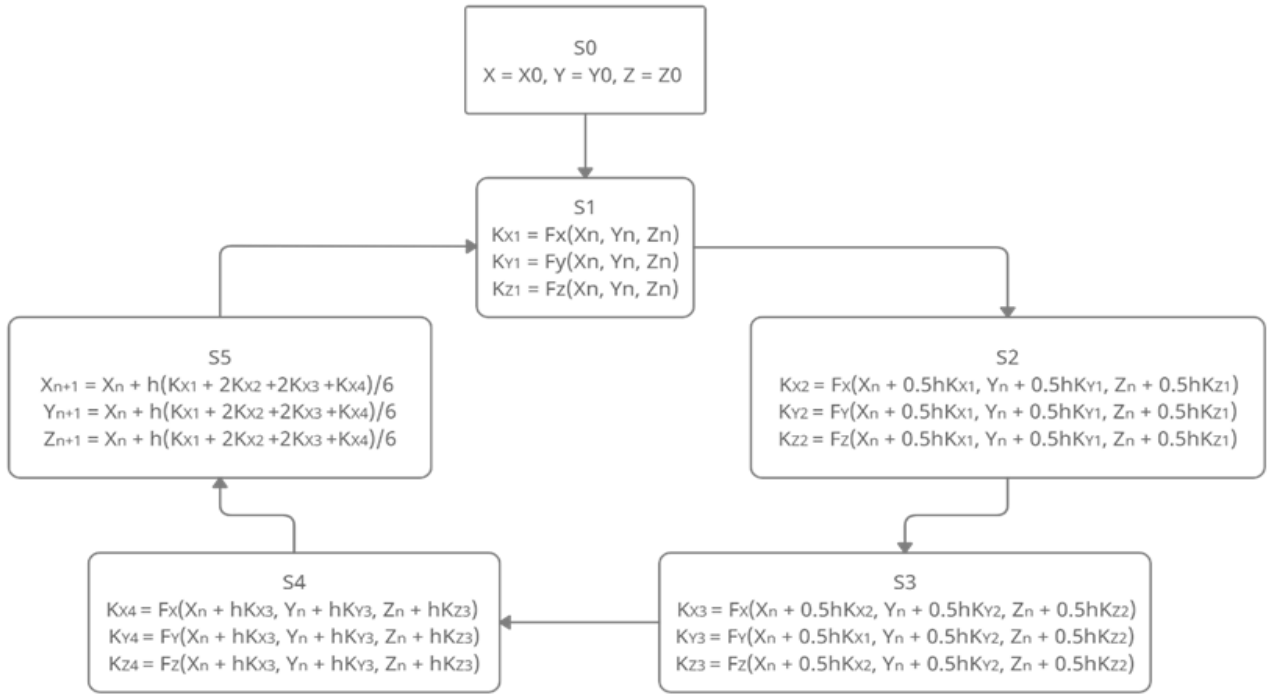 S0
X = X0, Y = Y0, Z = Z0
S1
KX1 = Fx(Xn, Yn, Zn)
KY1 = Fy(Xn, Yn, Zn)
KZ1 = Fz(Xn, Yn, Zn)
S2
KX2 = FX(Xn + 0.5hKX1, Yn + 0.5hKY1, Zn + 0.5hKZ1)
KY2 = FY(Xn + 0.5hKX1, Yn + 0.5hKY1, Zn + 0.5hKZ1)
KZ2 = FZ(Xn + 0.5hKX1, Yn + 0.5hKY1, Zn + 0.5hKZ1)
S3
KX3 = FX(Xn + 0.5hKX2, Yn + 0.5hKY2, Zn + 0.5hKZ2)
KY3 = FY(Xn + 0.5hKX1, Yn + 0.5hKY2, Zn + 0.5hKZ2)
KZ3 = FZ(Xn + 0.5hKX2, Yn + 0.5hKY2, Zn + 0.5hKZ2)
S4
KX4 = FX(Xn + hKX3, Yn + hKY3, Zn + hKZ3)
KY4 = FY(Xn + hKX3, Yn + hKY3, Zn + hKZ3)
KZ4 = FZ(Xn + hKX3, Yn + hKY3, Zn + hKZ3)
S5
Xn+1 = Xn + h(KX1 + 2KX2 +2KX3 +KX4)/6
Yn+1 = Xn + h(KX1 + 2KX2 +2KX3 +KX4)/6
Zn+1 = Xn + h(KX1 + 2KX2 +2KX3 +KX4)/6